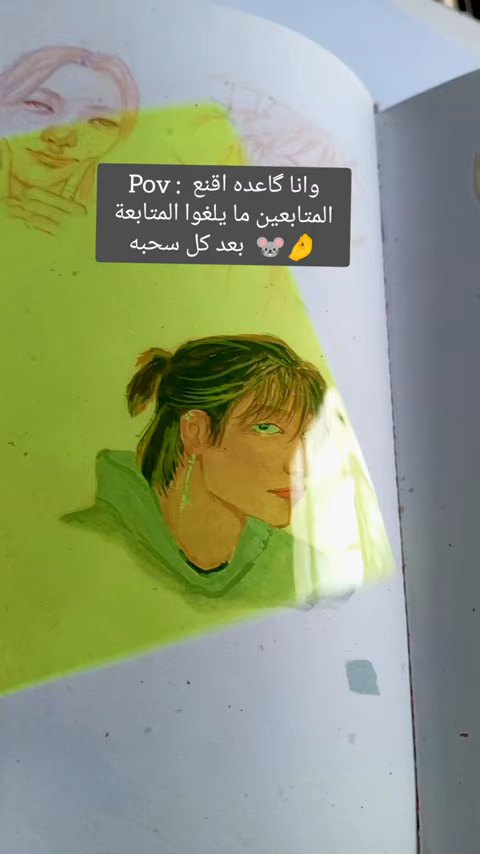 Pov : وانا گاعده اقنع
المتابعين ما يلغوا المتابعة
بعد كل سحبه 🐭🤌